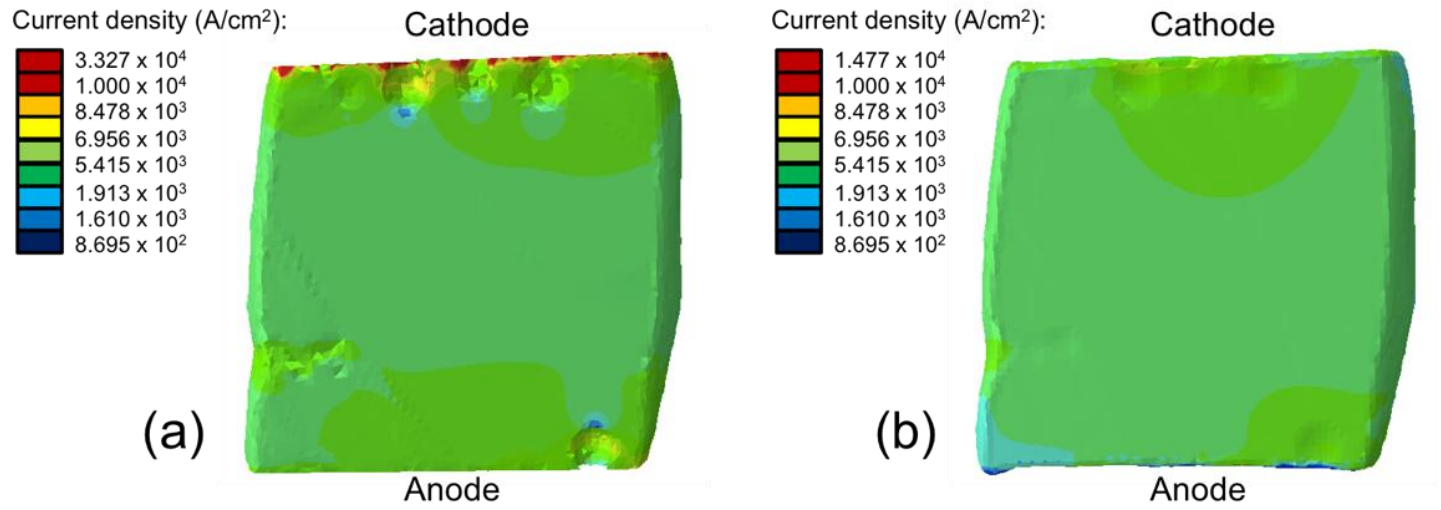 Current density (A/cm²):
3.327 x 10⁴
1.000 x 10⁴
8.478 x 10³
6.956 x 10³
5.415 x 10³
1.913 x 10³
1.610 x 10³
8.695 x 10²
Cathode
(a)
Anode
Current density (A/cm²):
1.477 x 10⁴
1.000 x 10⁴
8.478 x 10³
6.956 x 10³
5.415 x 10³
1.913 x 10³
1.610 x 10³
8.695 x 10²
Cathode
(b)
Anode